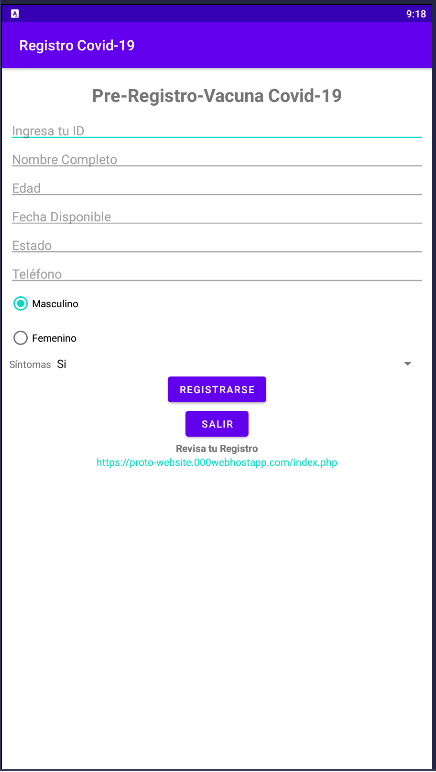 9:18
Registro Covid-19
Pre-Registro-Vacuna Covid-19
Ingresa tu ID
Nombre Completo
Edad
Fecha Disponible
Estado
Teléfono
Masculino
Femenino
Síntomas Si
REGISTRARSE
SALIR
Revisa tu Registro
https://proto-website.000webhostapp.com/index.php